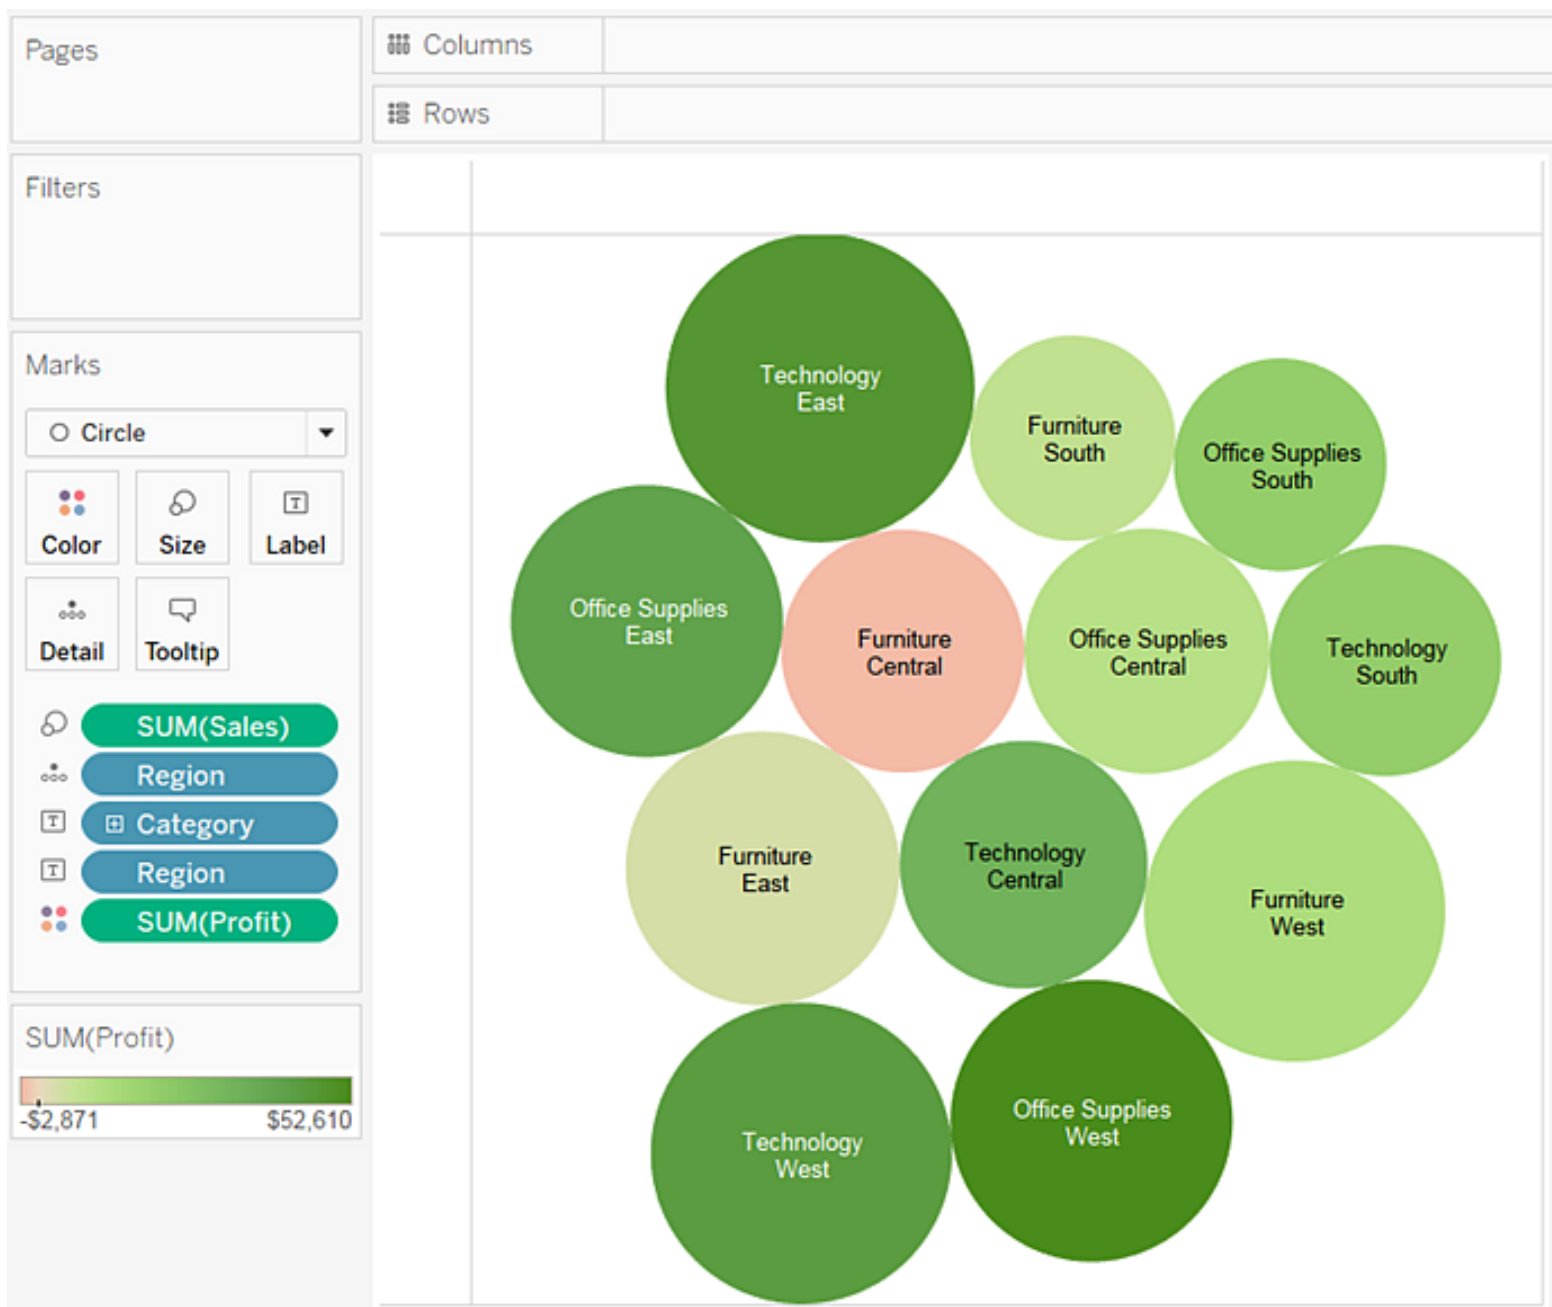 Pages
Columns
Rows
Filters
Marks
Circle
Color
Size
Label
Detail
Tooltip
SUM(Sales)
Region
Category
Region
SUM(Profit)
SUM(Profit)
-$2,871
$52,610
Technology
East
Furniture
South
Office Supplies
South
Office Supplies
East
Furniture
Central
Office Supplies
Central
Technology
South
Furniture
East
Technology
Central
Furniture
West
Technology
West
Office Supplies
West